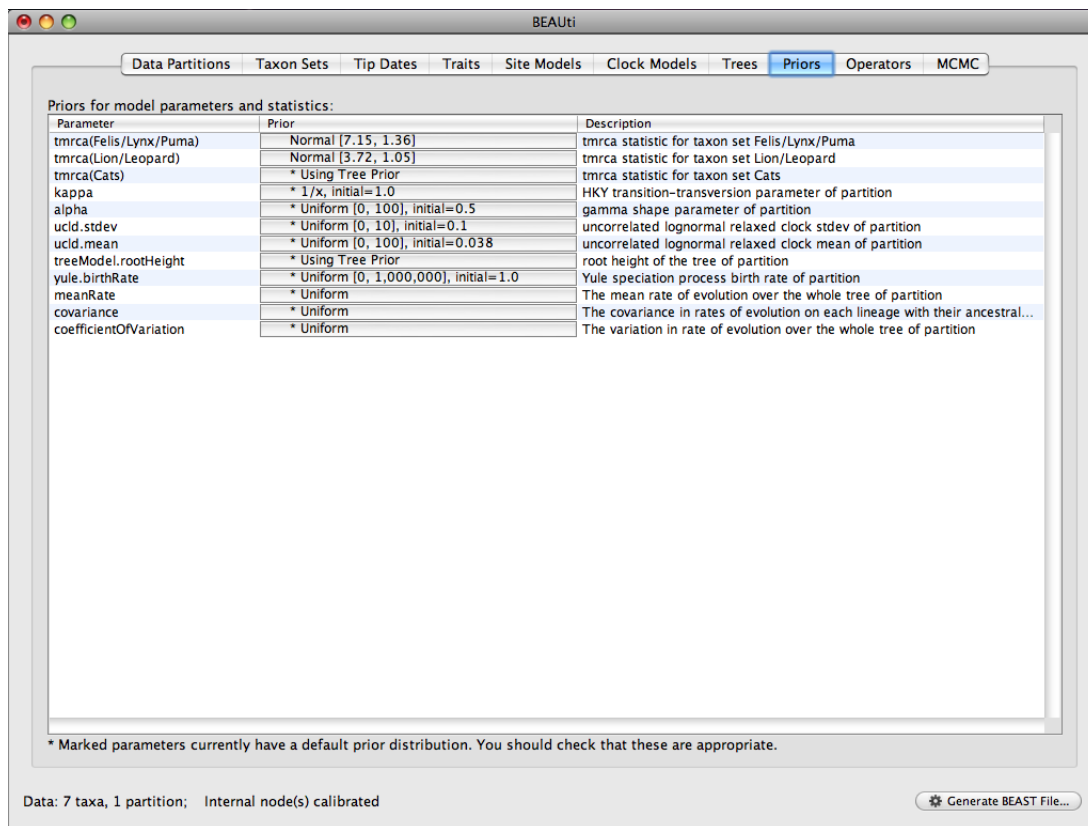 BEAUti
Data Partitions Taxon Sets Tip Dates Traits Site Models Clock Models Trees Priors Operators MCMC
Priors for model parameters and statistics:
Parameter Prior Description
tmrca(Felis/Lynx/Puma) Normal [7.15, 1.36] tmrca statistic for taxon set Felis/Lynx/Puma
tmrca(Lion/Leopard) Normal [3.72, 1.05] tmrca statistic for taxon set Lion/Leopard
tmrca(Cats) * Using Tree Prior tmrca statistic for taxon set Cats
kappa * 1/x, initial=1.0 HKY transition-transversion parameter of partition
alpha * Uniform [0, 100], initial=0.5 gamma shape parameter of partition
ucld.stdev * Uniform [0, 10], initial=0.1 uncorrelated lognormal relaxed clock stdev of partition
ucld.mean * Uniform [0, 100], initial=0.038 uncorrelated lognormal relaxed clock mean of partition
treeModel.rootHeight * Using Tree Prior root height of the tree of partition
yule.birthRate * Uniform [0, 1,000,000], initial=1.0 Yule speciation process birth rate of partition
meanRate * Uniform The mean rate of evolution over the whole tree of partition
covariance * Uniform The covariance in rates of evolution on each lineage with their ancestral...
coefficientOfVariation * Uniform The variation in rate of evolution over the whole tree of partition
* Marked parameters currently have a default prior distribution. You should check that these are appropriate.
Data: 7 taxa, 1 partition; Internal node(s) calibrated
Generate BEAST File...